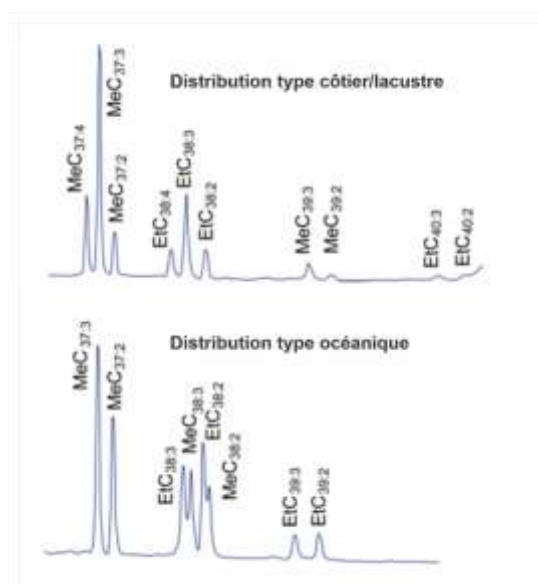 Distribution type côtier/lacustre
MeC37:4
MeC37:3
MeC37:2
EtC38:4
EtC38:3
EtC38:2
MeC39:3
MeC39:2
EtC40:3
EtC40:2
Distribution type océanique
MeC37:3
MeC37:2
EtC38:3
MeC38:3
EtC38:2
MeC38:2
EtC39:3
EtC39:2